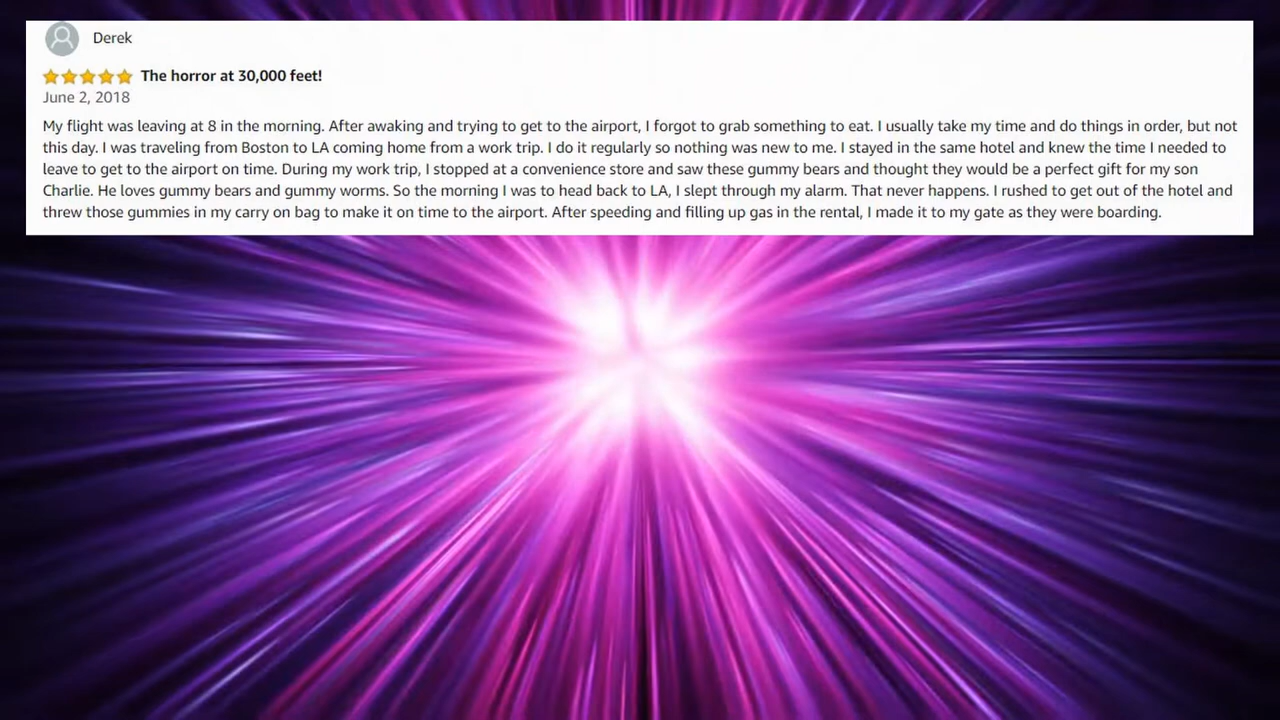 Derek
The horror at 30,000 feet!
June 2, 2018
My flight was leaving at 8 in the morning. After awaking and trying to get to the airport, I forgot to grab something to eat. I usually take my time and do things in order, but not
this day. I was traveling from Boston to LA coming home from a work trip. I do it regularly so nothing was new to me. I stayed in the same hotel and knew the time I needed to
leave to get to the airport on time. During my work trip, I stopped at a convenience store and saw these gummy bears and thought they would be a perfect gift for my son
Charlie. He loves gummy bears and gummy worms. So the morning I was to head back to LA, I slept through my alarm. That never happens. I rushed to get out of the hotel and
threw those gummies in my carry on bag to make it on time to the airport. After speeding and filling up gas in the rental, I made it to my gate as they were boarding.